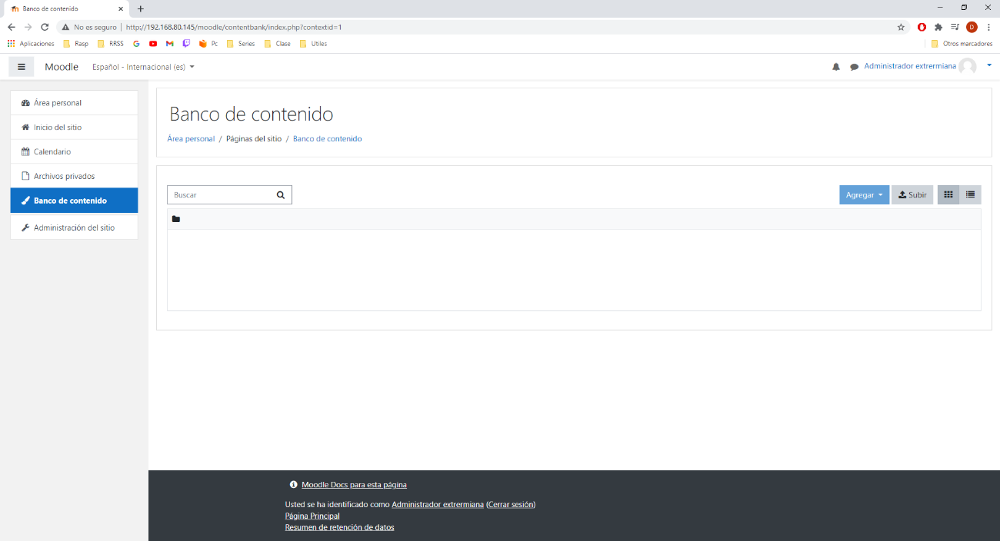 Banco de contenido
No es seguro | http://192.168.80.145/moodle/contentbank/index.php?contextid=1
D
Aplicaciones Rasp RRSS Pc Series Clase Utiles Otros marcadores
Moodle Español - Internacional (es) Administrador extrermiana
Área personal
Inicio del sitio
Calendario
Archivos privados
Banco de contenido
Administración del sitio
Banco de contenido
Área personal / Páginas del sitio / Banco de contenido
Buscar Agregar Subir
Moodle Docs para esta página
Usted se ha identificado como Administrador extrermiana (Cerrar sesión)
Página Principal
Resumen de retención de datos